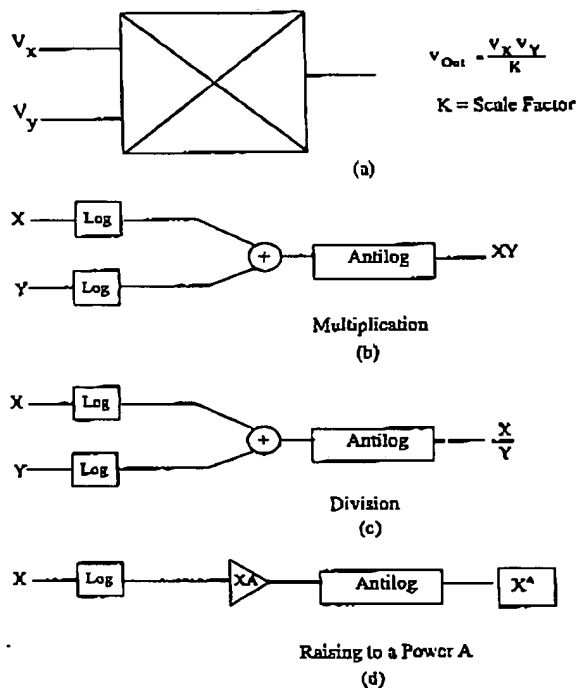 Vx
Vy
VOut = VX VY / K
K = Scale Factor
(a)
X
Log
Y
Log
+
Antilog
XY
Multiplication
(b)
X
Log
Y
Log
+
Antilog
X
Y
Division
(c)
X
Log
XA
Antilog
X^A
Raising to a Power A
(d)